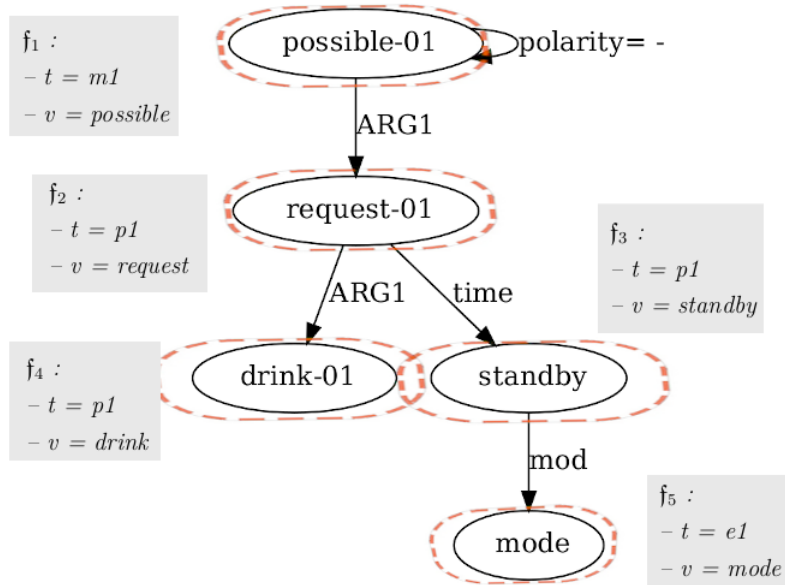 𝔣₁ :
– t = m1
– v = possible
possible-01
polarity= -
ARG1
𝔣₂ :
– t = p1
– v = request
request-01
𝔣₃ :
– t = p1
– v = standby
ARG1
time
𝔣₄ :
– t = p1
– v = drink
drink-01
standby
mod
𝔣₅ :
– t = e1
– v = mode
mode